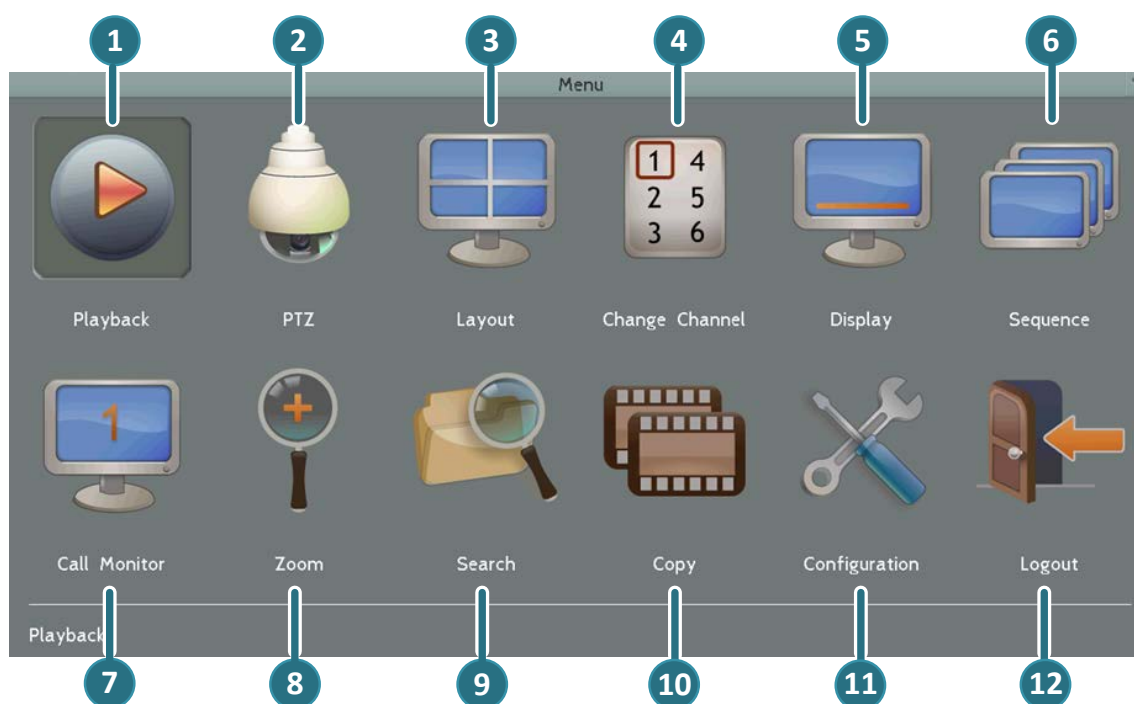 1 2 3 4 5 6
Menu
1 4
2 5
3 6
Playback PTZ Layout Change Channel Display Sequence
1
Call Monitor Zoom Search Copy Configuration Logout
Playback
7 8 9 10 11 12